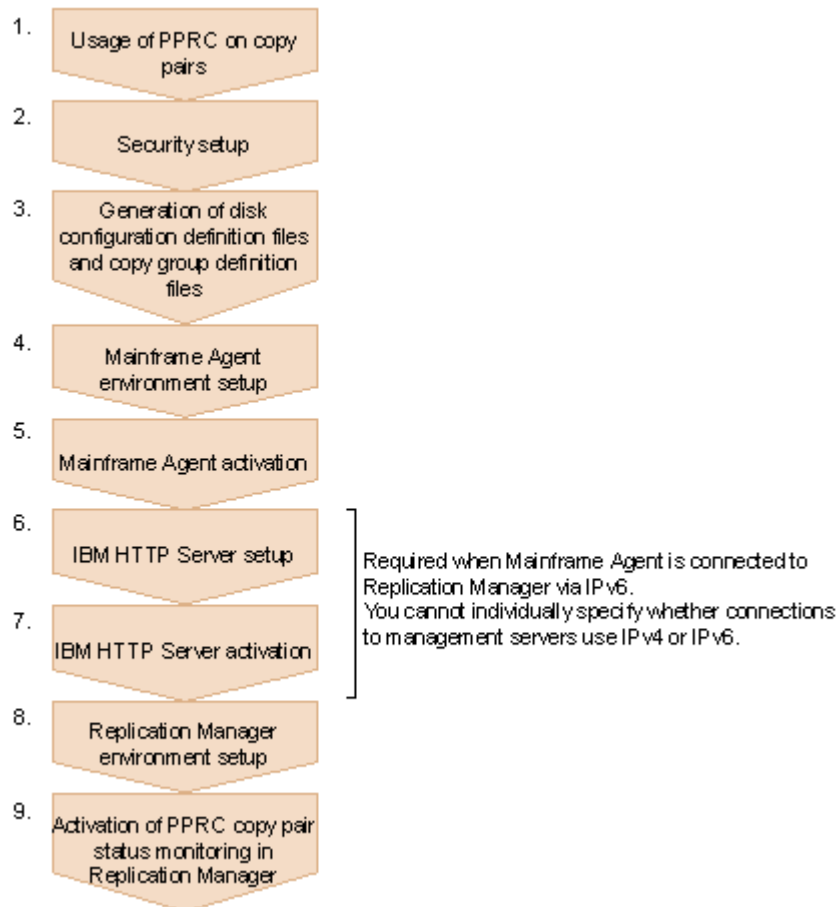 1.
Usage of PPRC on copy
pairs
2.
Security setup
3.
Generation of disk
configuration definition files
and copy group definition
files
4.
Mainframe Agent
environment setup
5.
Mainframe Agent activation
6.
IBM HTTP Server setup
Required when Mainframe Agent is connected to
Replication Manager via IPv6.
You cannot individually specify whether connections
to management servers use IPv4 or IPv6.
7.
IBM HTTP Server activation
8.
Replication Manager
environment setup
9.
Activation of PPRC copy pair
status monitoring in
Replication Manager